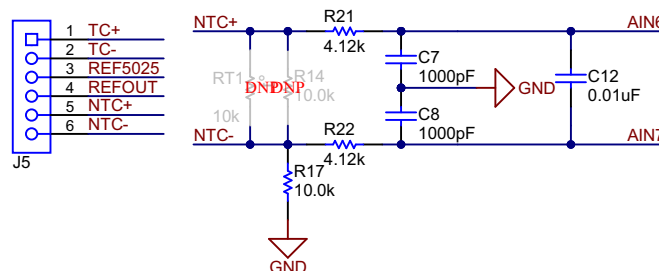 1 TC+
2 TC-
3 REF5025
4 REFOUT
5 NTC+
6 NTC-
J5
NTC+
R21
4.12k
AIN6
C7
1000pF
RT1
DNP
10k
R14
DNP
10.0k
GND
C12
0.01uF
C8
1000pF
NTC-
R22
4.12k
AIN7
R17
10.0k
GND